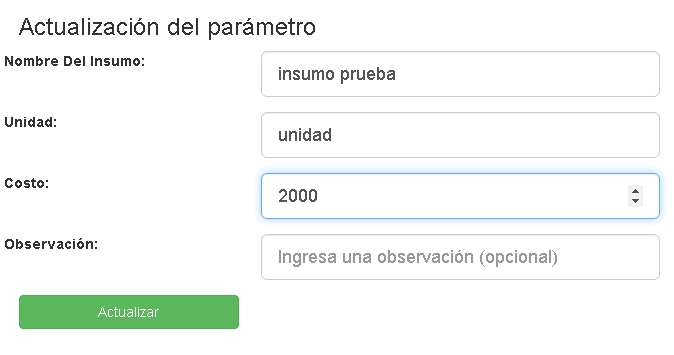 Actualización del parámetro
Nombre Del Insumo:
insumo prueba
Unidad:
unidad
Costo:
2000
Observación:
Ingresa una observación (opcional)
Actualizar